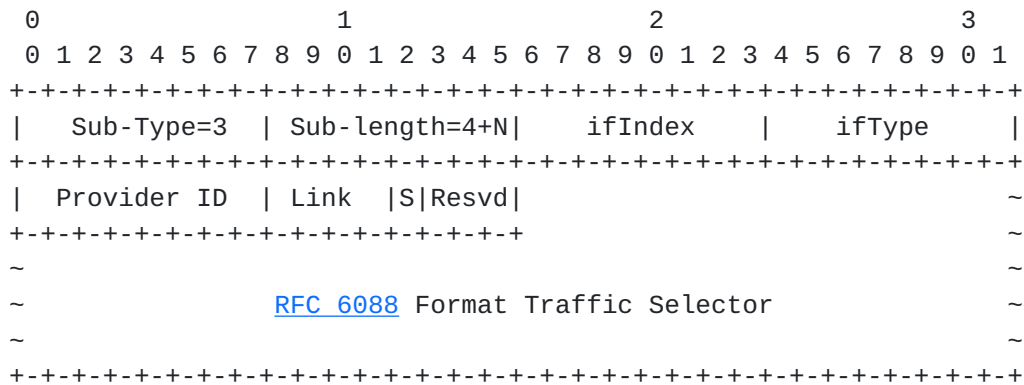 0                   1                   2                   3
 0 1 2 3 4 5 6 7 8 9 0 1 2 3 4 5 6 7 8 9 0 1 2 3 4 5 6 7 8 9 0 1
+-+-+-+-+-+-+-+-+-+-+-+-+-+-+-+-+-+-+-+-+-+-+-+-+-+-+-+-+-+-+-+-+
|   Sub-Type=3  | Sub-length=4+N|    ifIndex    |    ifType     |
+-+-+-+-+-+-+-+-+-+-+-+-+-+-+-+-+-+-+-+-+-+-+-+-+-+-+-+-+-+-+-+-+
|  Provider ID  | Link  |S|Resvd|                               ~
+-+-+-+-+-+-+-+-+-+-+-+-+-+-+-+-+                               ~
~                                                               ~
~                RFC 6088 Format Traffic Selector               ~
~                                                               ~
+-+-+-+-+-+-+-+-+-+-+-+-+-+-+-+-+-+-+-+-+-+-+-+-+-+-+-+-+-+-+-+-+